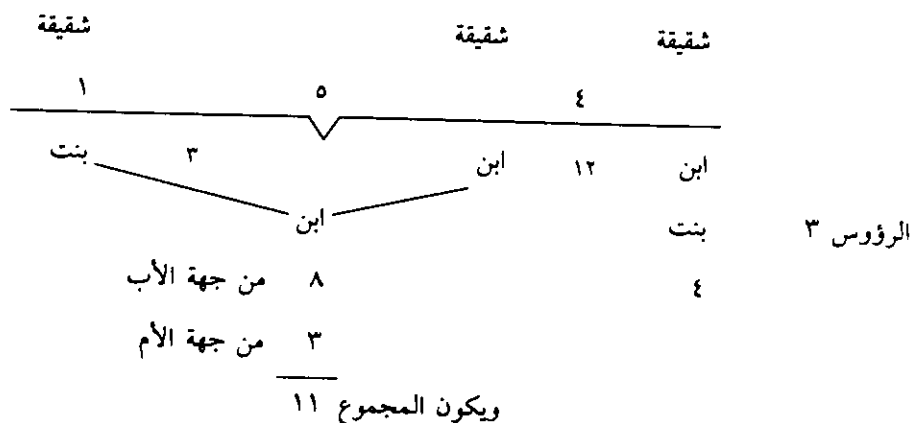 شقيقة شقيقة شقيقة
٤ ٥ ١
ابن ١٢ ابن ٣ بنت
الرؤوس ٣ بنت ابن
٤ ٨ من جهة الأب
٣ من جهة الأم
ويكون المجموع ١١